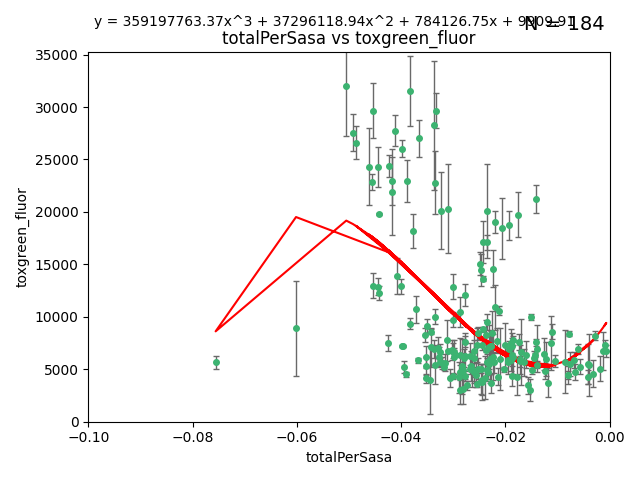 y = 359197763.37x^3 + 37296118.94x^2 + 784126.75x + 9909.91
N = 184
totalPerSasa vs toxgreen_fluor
35000
30000
25000
20000
15000
10000
5000
0
toxgreen_fluor
−0.10
−0.08
−0.06
−0.04
−0.02
0.00
totalPerSasa